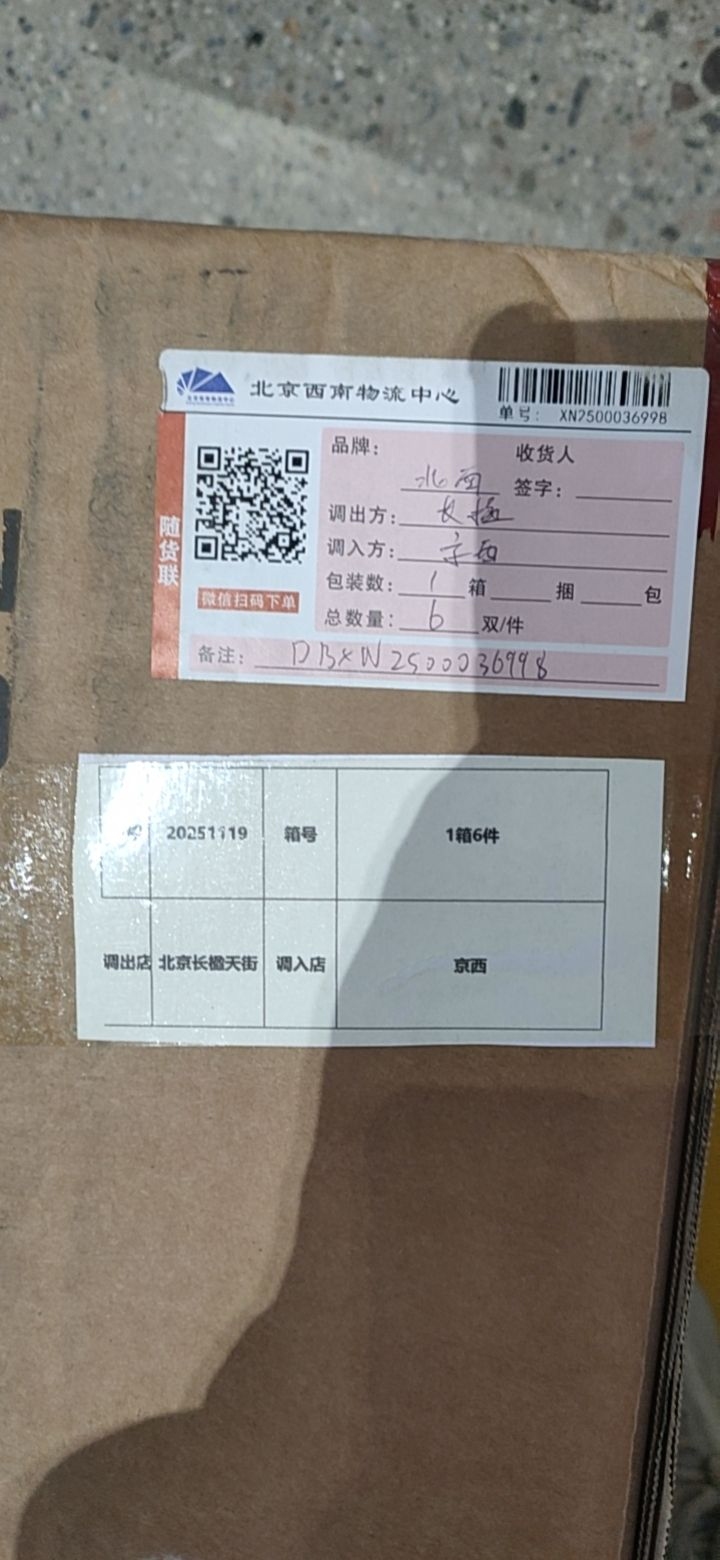 北京西南物流中心
单号: XN2500036998
随货联
微信扫码下单
品牌: 北面
收货人
签字:
调出方: 长楹
调入方: 京西
包装数: 1 箱 捆 包
总数量: 6 双/件
备注: DBXN2500036998
20251119 箱号 1箱6件
调出店 北京长楹天街 调入店 京西